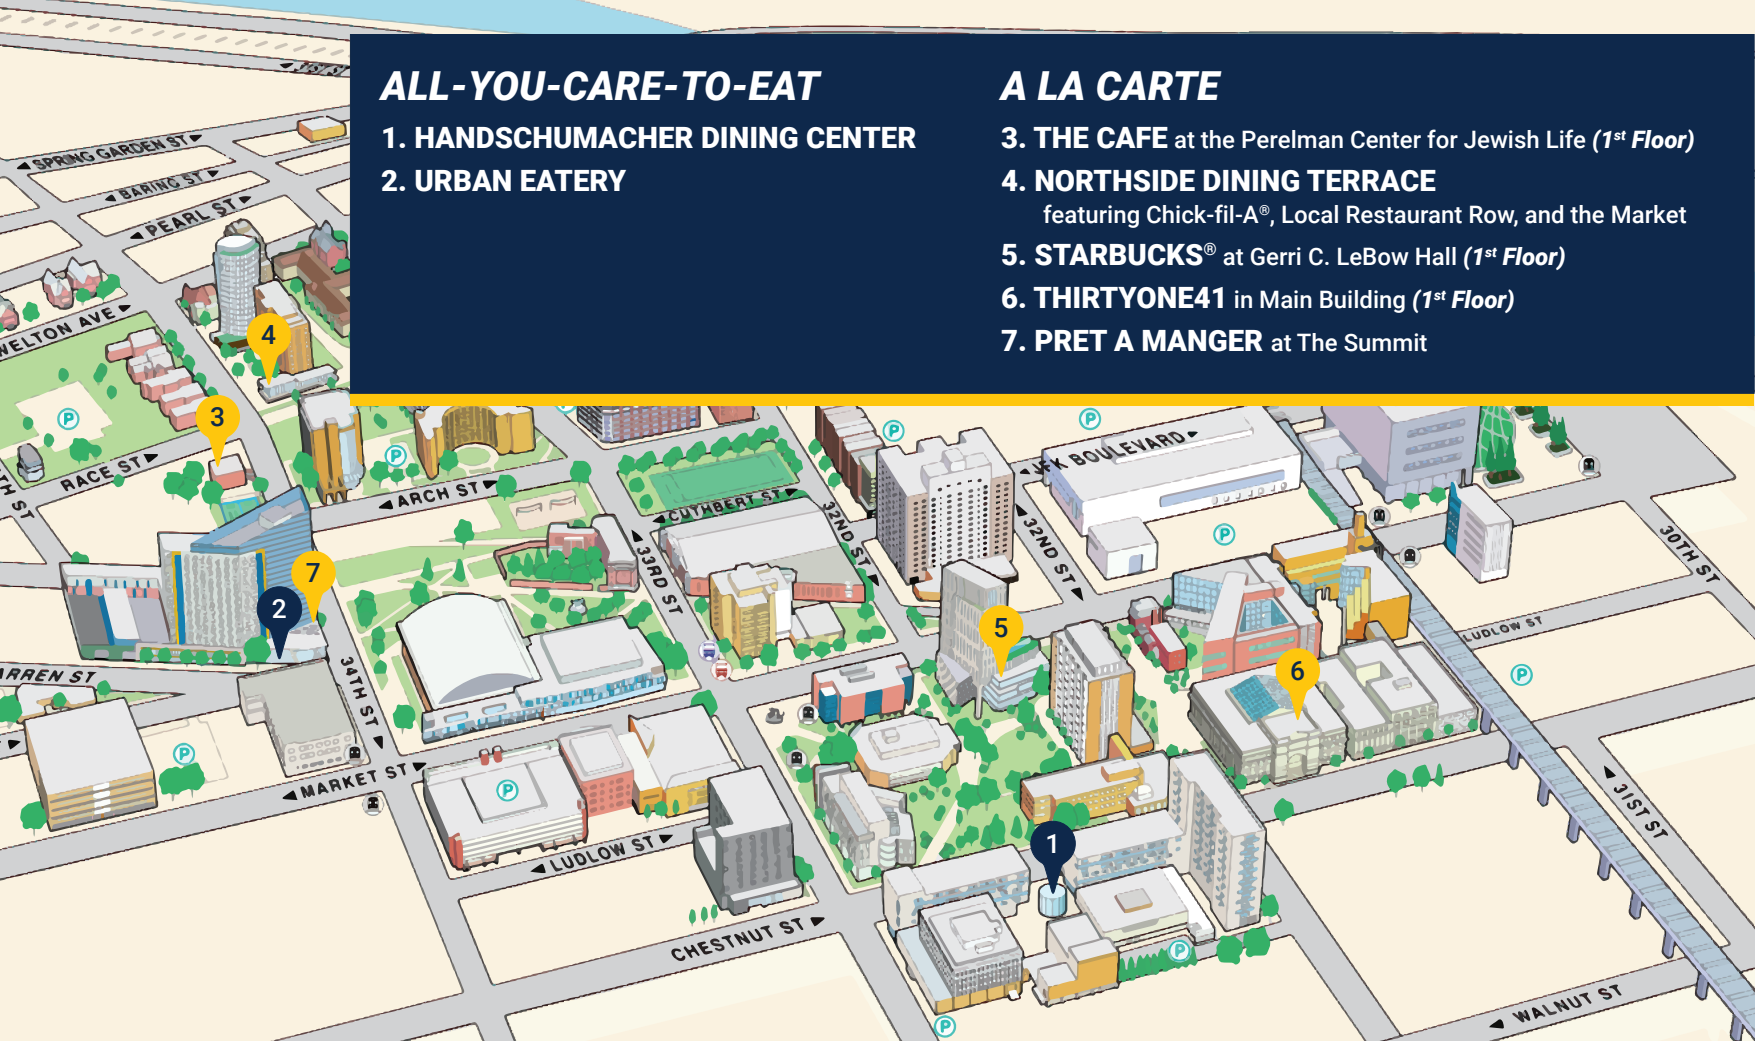 ALL-YOU-CARE-TO-EAT
1. HANDSCHUMACHER DINING CENTER
2. URBAN EATERY
A LA CARTE
3. THE CAFE at the Perelman Center for Jewish Life (1st Floor)
4. NORTHSIDE DINING TERRACE
featuring Chick-fil-A®, Local Restaurant Row, and the Market
5. STARBUCKS® at Gerri C. LeBow Hall (1st Floor)
6. THIRTYONE41 in Main Building (1st Floor)
7. PRET A MANGER at The Summit
SPRING GARDEN ST
BARING ST
PEARL ST
WELTON AVE
4
3
P
P
P
P
RACE ST
TH ST
ARCH ST
CUTHBERT ST
JFK BOULEVARD
32ND ST
32ND ST
33RD ST
30TH ST
P
7
2
5
6
LUDLOW ST
P
RREN ST
34TH ST
P
MARKET ST
P
31ST ST
LUDLOW ST
1
CHESTNUT ST
P
WALNUT ST
P